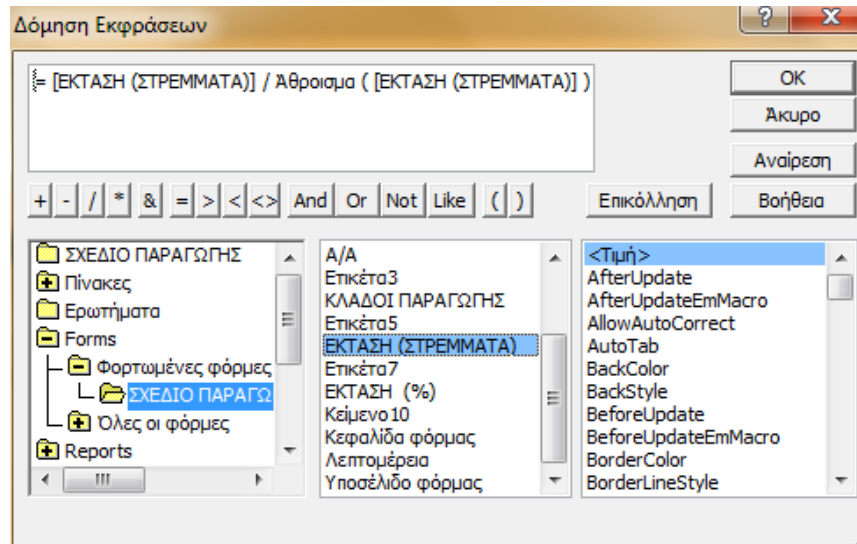 Δόμηση Εκφράσεων
= [ΕΚΤΑΣΗ (ΣΤΡΕΜΜΑΤΑ)] / Άθροισμα ( [ΕΚΤΑΣΗ (ΣΤΡΕΜΜΑΤΑ)] )
OK
Άκυρο
Αναίρεση
+ - / * & = > < <> And Or Not Like ( ) Επικόλληση Βοήθεια
ΣΧΕΔΙΟ ΠΑΡΑΓΩΓΗΣ
Πίνακες
Ερωτήματα
Forms
Φορτωμένες φόρμες
ΣΧΕΔΙΟ ΠΑΡΑΓΩ
Όλες οι φόρμες
Reports
Α/Α
Ετικέτα3
ΚΛΑΔΟΙ ΠΑΡΑΓΩΓΗΣ
Ετικέτα5
ΕΚΤΑΣΗ (ΣΤΡΕΜΜΑΤΑ)
Ετικέτα7
ΕΚΤΑΣΗ (%)
Κείμενο10
Κεφαλίδα φόρμας
Λεπτομέρεια
Υποσέλιδο φόρμας
<Τιμή>
AfterUpdate
AfterUpdateEmMacro
AllowAutoCorrect
AutoTab
BackColor
BackStyle
BeforeUpdate
BeforeUpdateEmMacro
BorderColor
BorderLineStyle